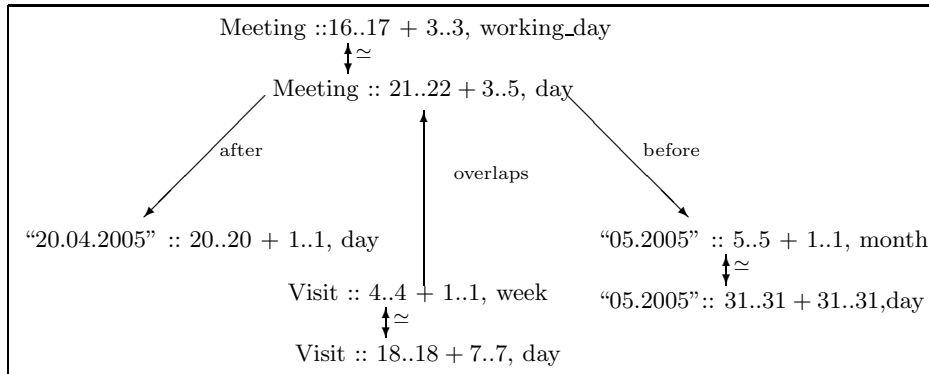 Meeting ::16..17 + 3..3, working_day
≃
Meeting :: 21..22 + 3..5, day
after
before
overlaps
“20.04.2005” :: 20..20 + 1..1, day
“05.2005” :: 5..5 + 1..1, month
≃
Visit :: 4..4 + 1..1, week
“05.2005”:: 31..31 + 31..31,day
≃
Visit :: 18..18 + 7..7, day